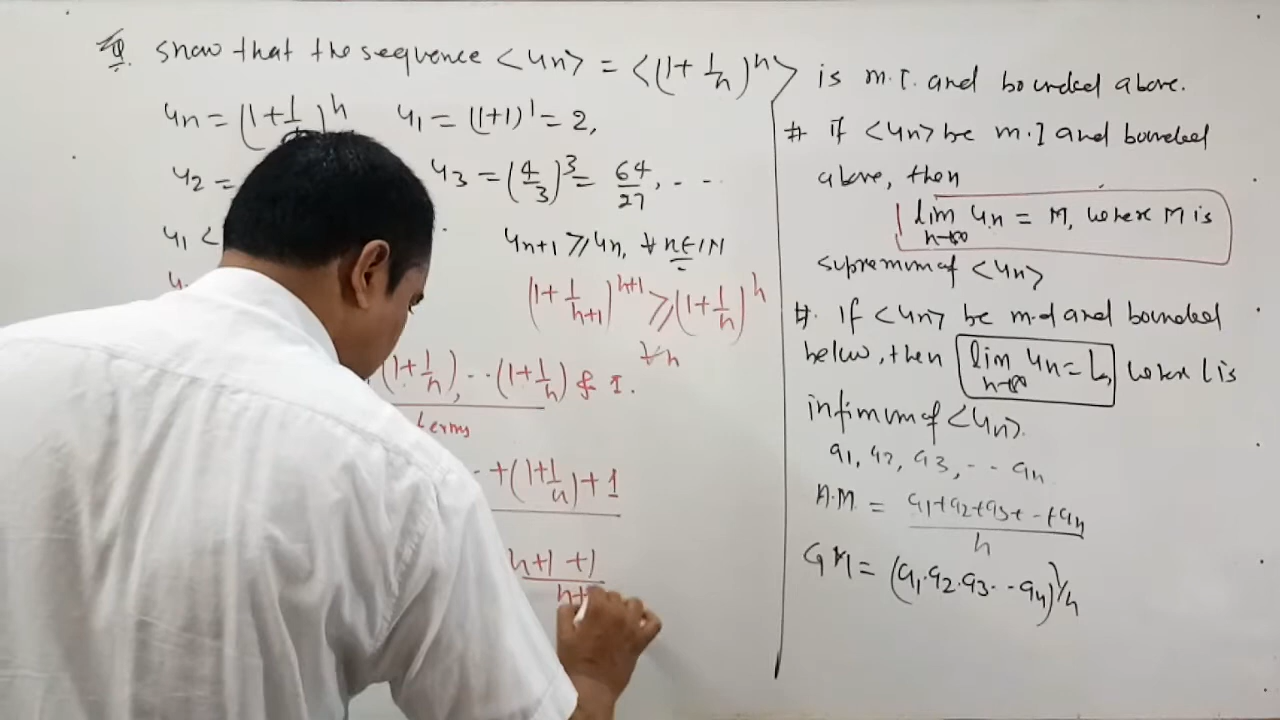 Q. show that the sequence <un> = <(1+1/n)^n> is m.I. and bounded above.
un = (1+1/n)^n u1 = (1+1)^1 = 2,
u2 = u3 = (4/3)^3 = 64/27, - -
u1 < un+1 ≥ un, ∀ n∈IN
(1+1/n+1)^n+1 ≥ (1+1/n)^n
∀n
(1+1/n), - -(1+1/n) & 1.
terms
- +(1+1/n)+1
n+1 +1
# if <un> be m.I and bounded
above, then
lim n→∞ un = M, where M is
supremum of <un>
#. If <un> be m.d and bounded
below, then lim n→∞ un = l, where l is
infimum of <un>.
a1, a2, a3, - - an
A.M. = a1+a2+a3+ - +an / n
GM = (a1.a2.a3. - - an)^1/n